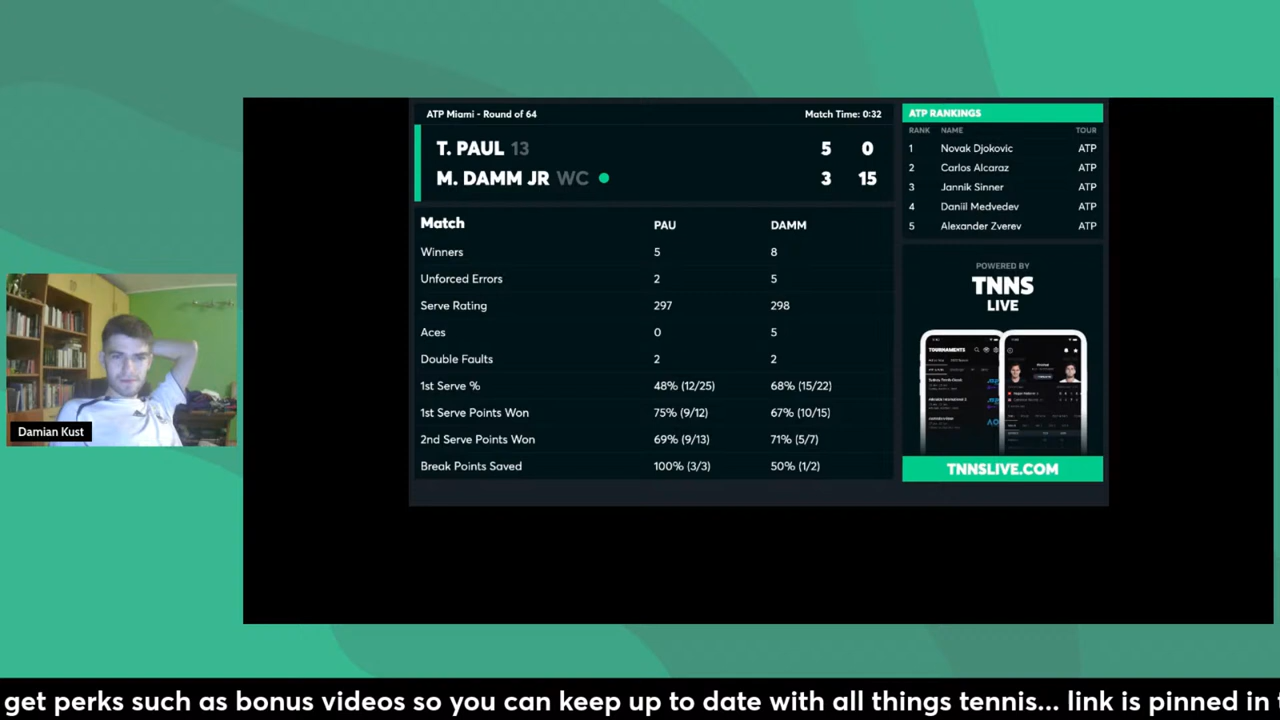 ATP Miami - Round of 64 Match Time: 0:32
T. PAUL 13 5 0
M. DAMM JR WC 3 15
Match PAU DAMM
Winners 5 8
Unforced Errors 2 5
Serve Rating 297 298
Aces 0 5
Double Faults 2 2
1st Serve % 48% (12/25) 68% (15/22)
1st Serve Points Won 75% (9/12) 67% (10/15)
2nd Serve Points Won 69% (9/13) 71% (5/7)
Break Points Saved 100% (3/3) 50% (1/2)
ATP RANKINGS
RANK NAME TOUR
1 Novak Djokovic ATP
2 Carlos Alcaraz ATP
3 Jannik Sinner ATP
4 Daniil Medvedev ATP
5 Alexander Zverev ATP
POWERED BY
TNNS
LIVE
TOURNAMENTS
TNNSLIVE.COM
Damian Kust
get perks such as bonus videos so you can keep up to date with all things tennis... link is pinned in